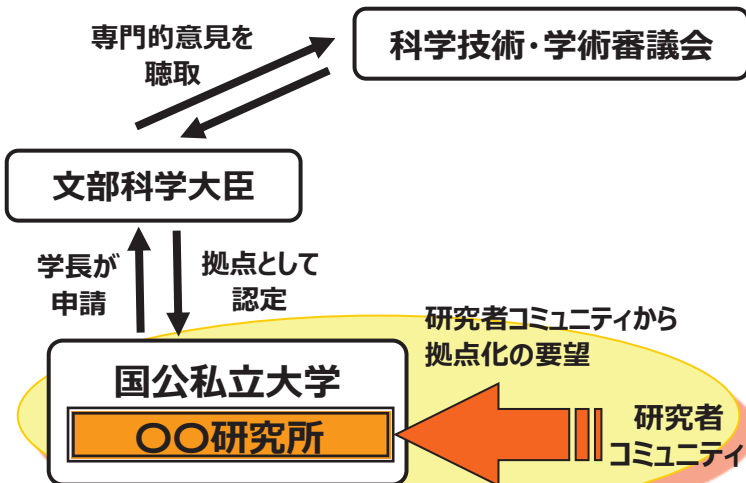 専門的意見を
聴取
科学技術・学術審議会
文部科学大臣
学長が
申請
拠点として
認定
研究者コミュニティから
拠点化の要望
国公私立大学
〇〇研究所
研究者
コミュニティ